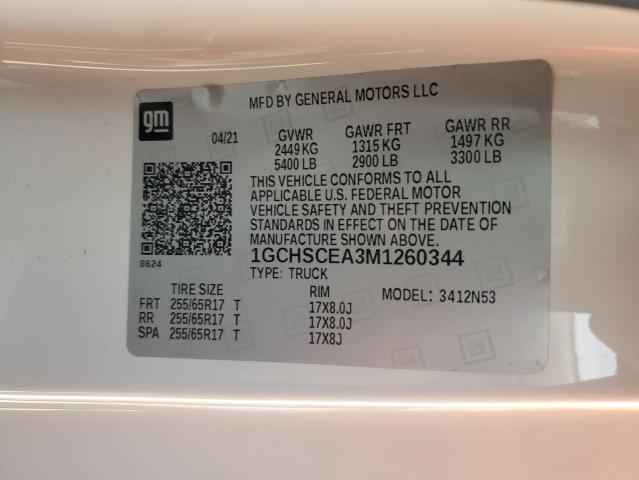 MFD BY GENERAL MOTORS LLC
gm
04/21 GVWR GAWR FRT GAWR RR
2449 KG 1315 KG 1497 KG
5400 LB 2900 LB 3300 LB
THIS VEHICLE CONFORMS TO ALL
APPLICABLE U.S. FEDERAL MOTOR
VEHICLE SAFETY AND THEFT PREVENTION
STANDARDS IN EFFECT ON THE DATE OF
MANUFACTURE SHOWN ABOVE.
8624 1GCHSCEA3M1260344
TYPE: TRUCK
TIRE SIZE RIM MODEL: 3412N53
FRT 255/65R17 T 17X8.0J
RR 255/65R17 T 17X8.0J
SPA 255/65R17 T 17X8J